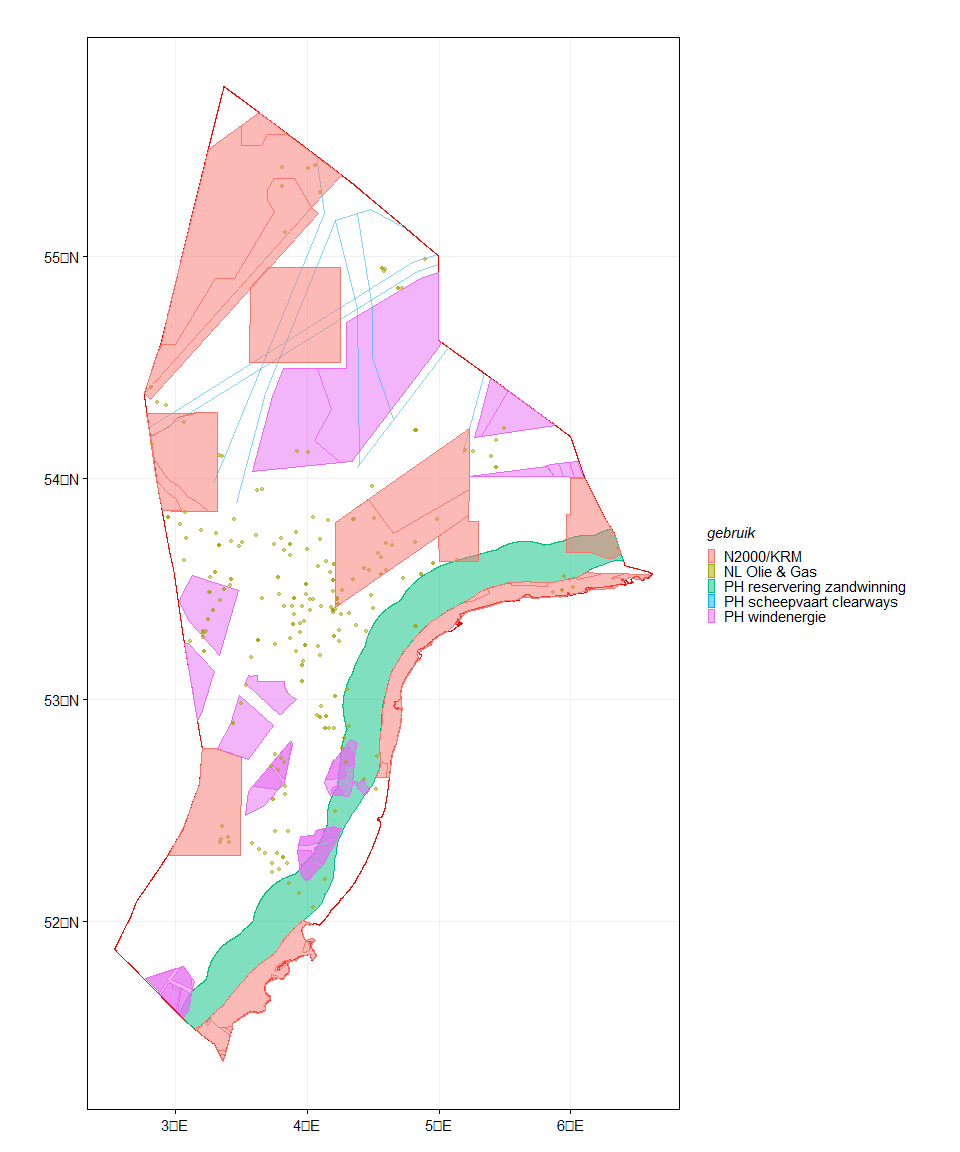 55□N
54□N
53□N
52□N
3□E
4□E
5□E
6□E
gebruik
N2000/KRM
NL Olie & Gas
PH reservering zandwinning
PH scheepvaart clearways
PH windenergie